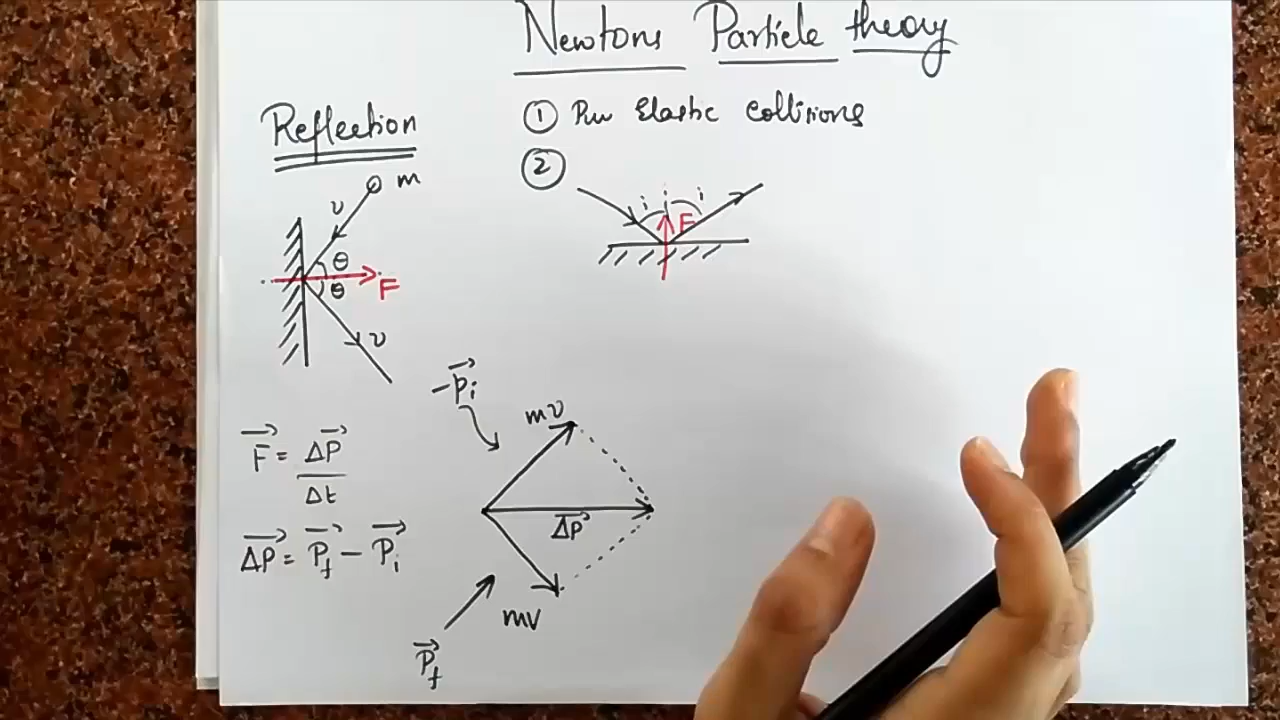 Newtons Particle theory
① Pure Elastic Collisions
②
i i
F
Reflection
m
v
θ
θ
F
v
F⃗ = ΔP⃗ / Δt
ΔP⃗ = P⃗f − P⃗i
−P⃗i
mv
ΔP⃗
mv
P⃗f